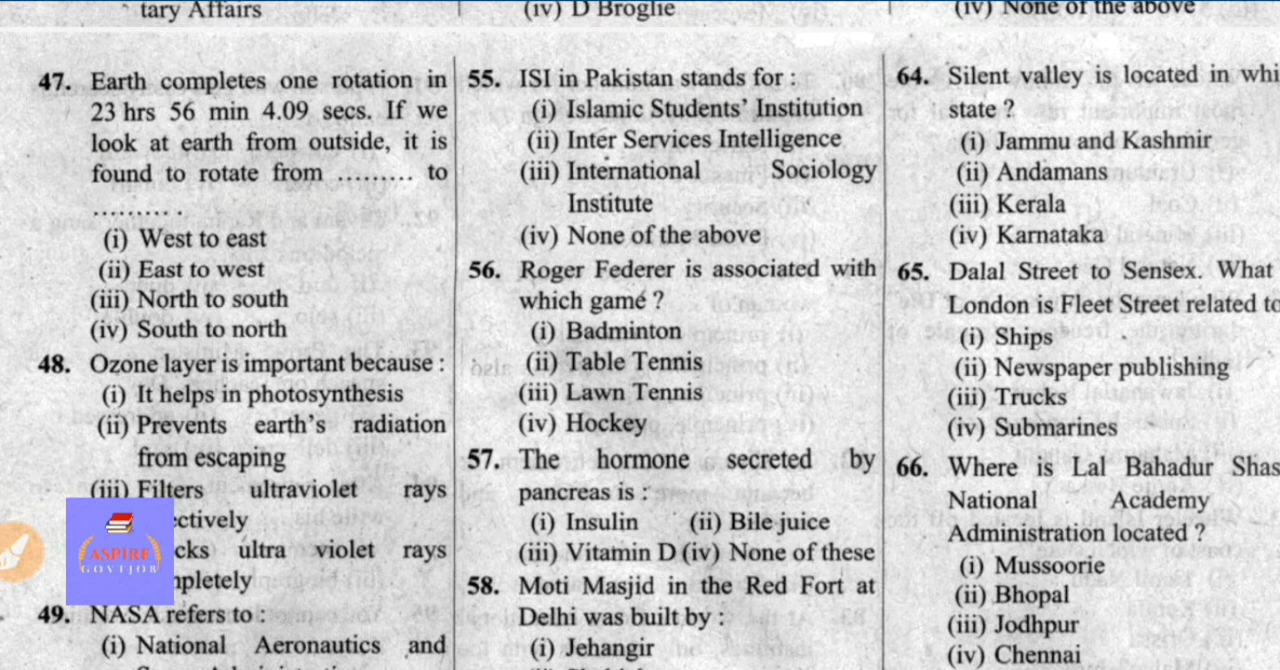 tary Affairs
47. Earth completes one rotation in
23 hrs 56 min 4.09 secs. If we
look at earth from outside, it is
found to rotate from .......... to
..........
(i) West to east
(ii) East to west
(iii) North to south
(iv) South to north
48. Ozone layer is important because :
(i) It helps in photosynthesis
(ii) Prevents earth's radiation
from escaping
(iii) Filters ultraviolet rays
ectively
cks ultra violet rays
mpletely
49. NASA refers to :
(i) National Aeronautics and
ASPIRE
GOVTJOB
(iv) D Broglie
55. ISI in Pakistan stands for :
(i) Islamic Students' Institution
(ii) Inter Services Intelligence
(iii) International Sociology
Institute
(iv) None of the above
56. Roger Federer is associated with
which game ?
(i) Badminton
(ii) Table Tennis
(iii) Lawn Tennis
(iv) Hockey
57. The hormone secreted by
pancreas is :
(i) Insulin (ii) Bile juice
(iii) Vitamin D (iv) None of these
58. Moti Masjid in the Red Fort at
Delhi was built by :
(i) Jehangir
(iv) None of the above
64. Silent valley is located in whi
state ?
(i) Jammu and Kashmir
(ii) Andamans
(iii) Kerala
(iv) Karnataka
65. Dalal Street to Sensex. What
London is Fleet Street related to
(i) Ships
(ii) Newspaper publishing
(iii) Trucks
(iv) Submarines
66. Where is Lal Bahadur Shas
National Academy
Administration located ?
(i) Mussoorie
(ii) Bhopal
(iii) Jodhpur
(iv) Chennai